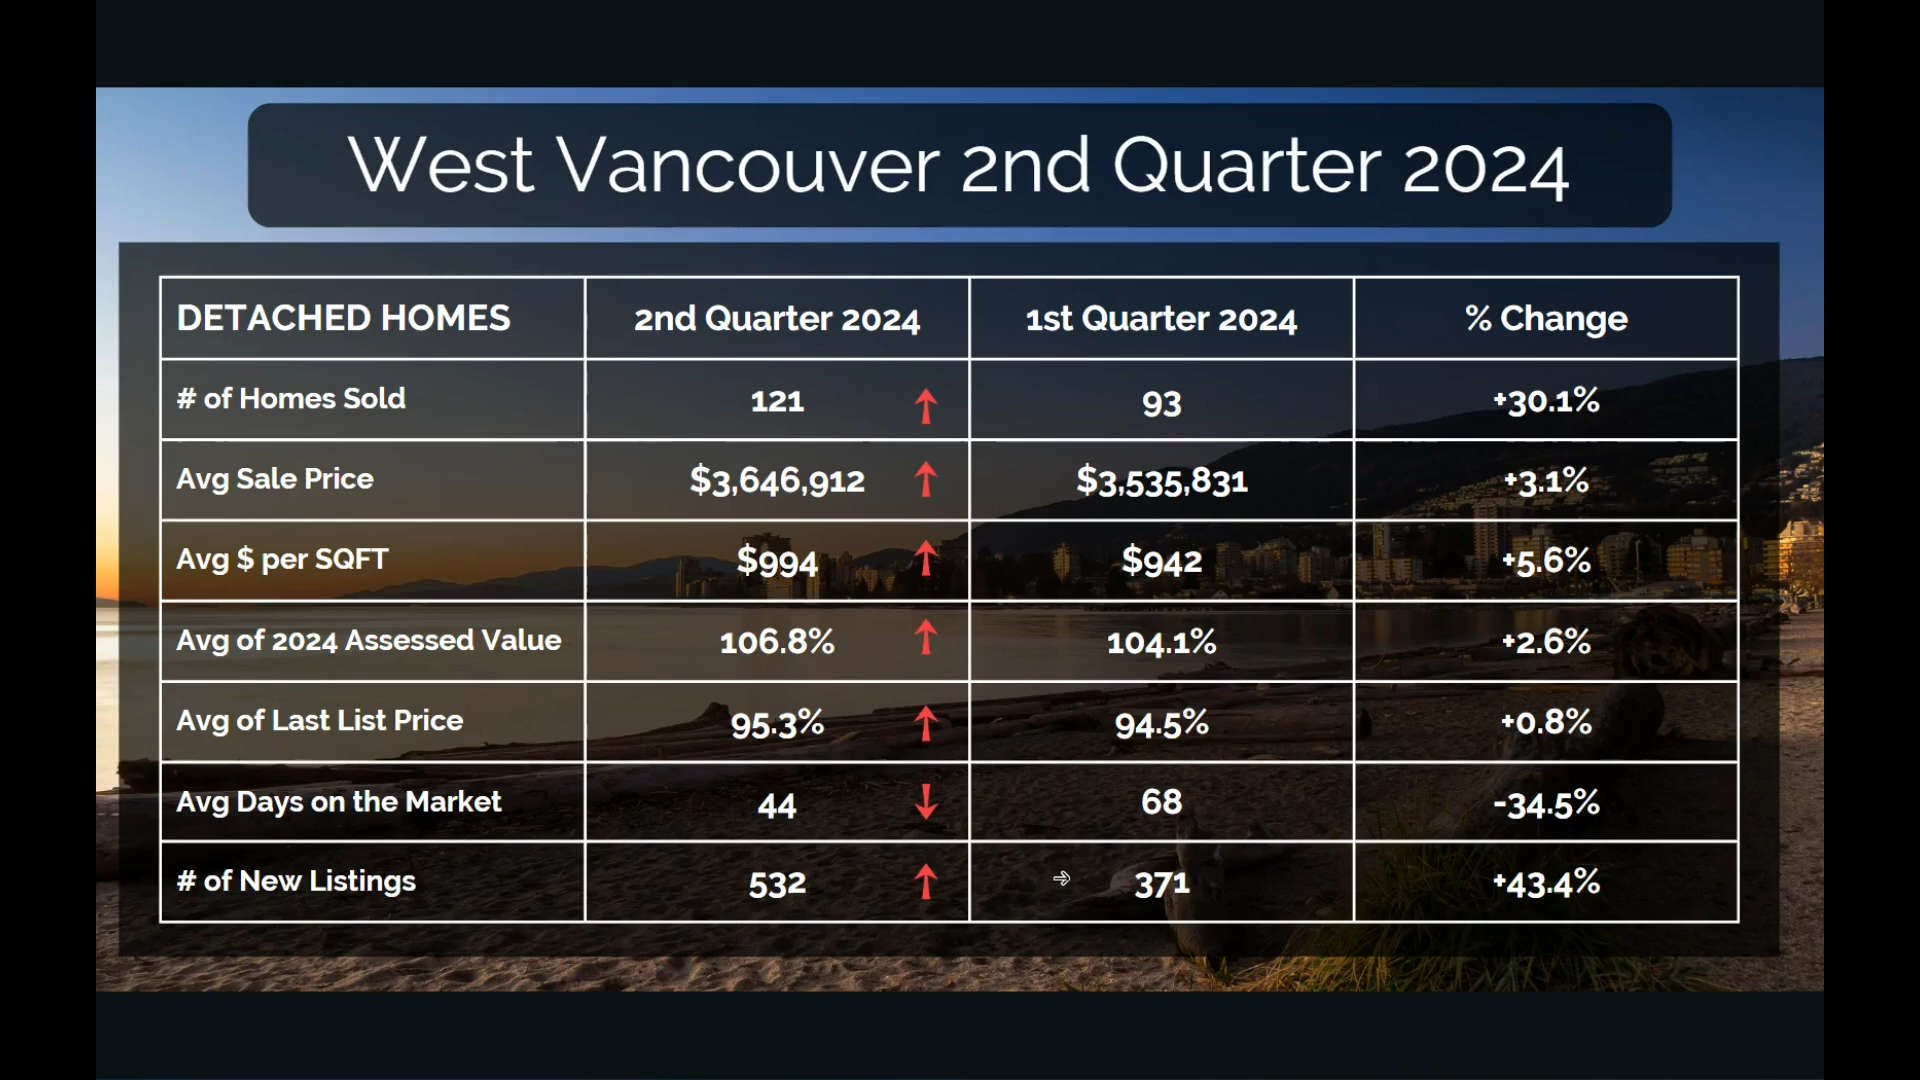 West Vancouver 2nd Quarter 2024
DETACHED HOMES 2nd Quarter 2024 1st Quarter 2024 % Change
# of Homes Sold 121 93 +30.1%
Avg Sale Price $3,646,912 $3,535,831 +3.1%
Avg $ per SQFT $994 $942 +5.6%
Avg of 2024 Assessed Value 106.8% 104.1% +2.6%
Avg of Last List Price 95.3% 94.5% +0.8%
Avg Days on the Market 44 68 -34.5%
# of New Listings 532 371 +43.4%